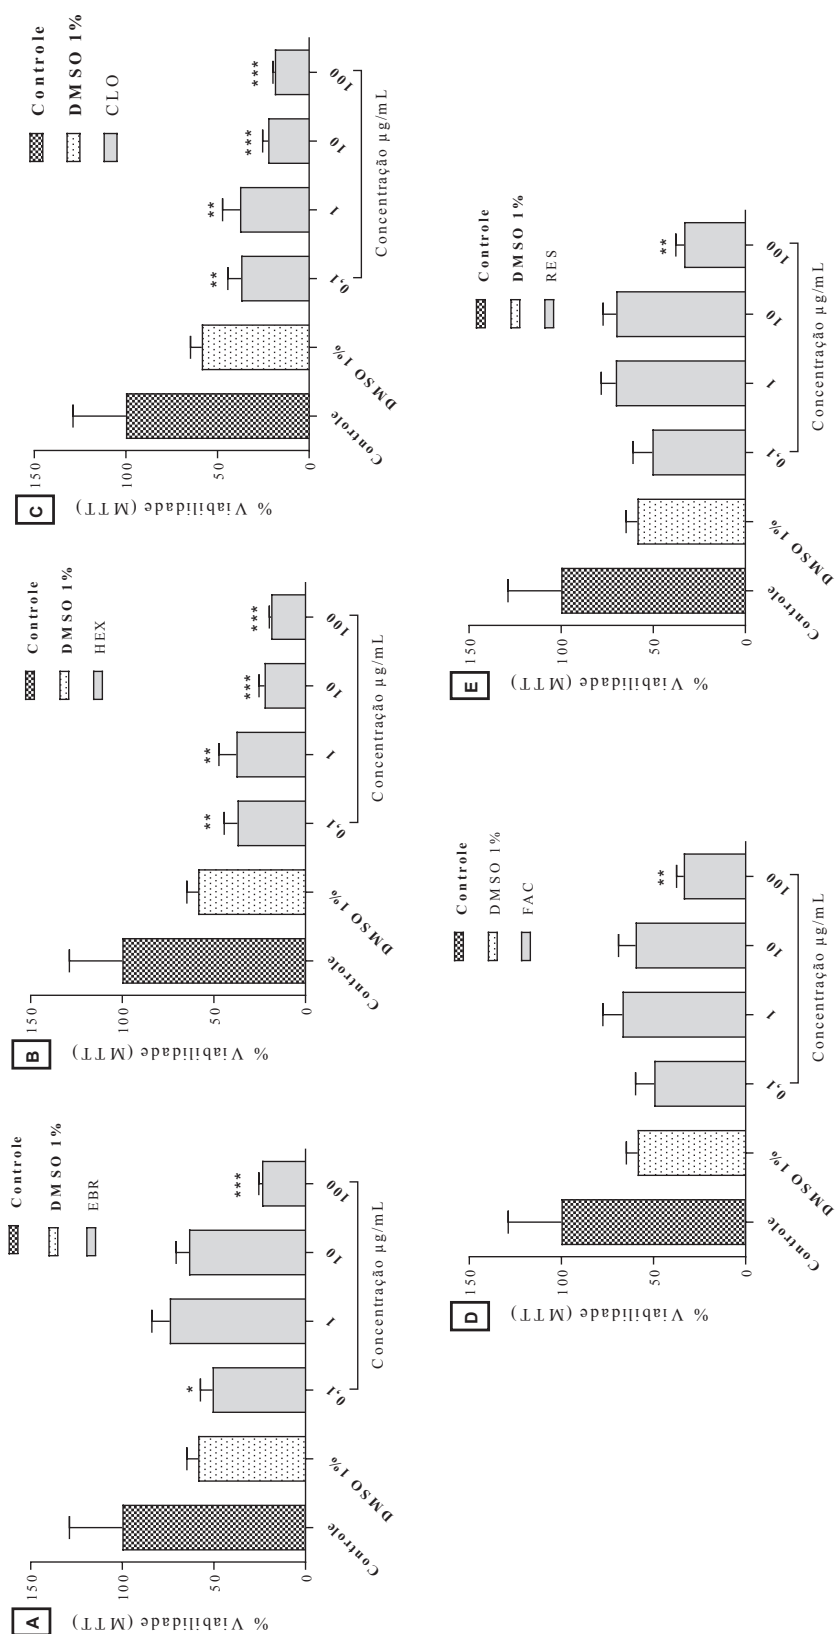 A
% Viabilidade (MTT)
150
100
50
0
Controle
DMSO 1%
0,1
1
10
100
Concentração µg/mL
*
***
Controle
DMSO 1%
EBR
B
% Viabilidade (MTT)
150
100
50
0
Controle
DMSO 1%
0,1
1
10
100
Concentração µg/mL
**
**
***
***
Controle
DMSO 1%
HEX
C
% Viabilidade (MTT)
150
100
50
0
Controle
DMSO 1%
0,1
1
10
100
Concentração µg/mL
**
**
***
***
Controle
DMSO 1%
CLO
D
% Viabilidade (MTT)
150
100
50
0
Controle
DMSO 1%
0,1
1
10
100
Concentração µg/mL
**
Controle
DMSO 1%
FAC
E
% Viabilidade (MTT)
150
100
50
0
Controle
DMSO 1%
0,1
1
10
100
Concentração µg/mL
**
Controle
DMSO 1%
RES